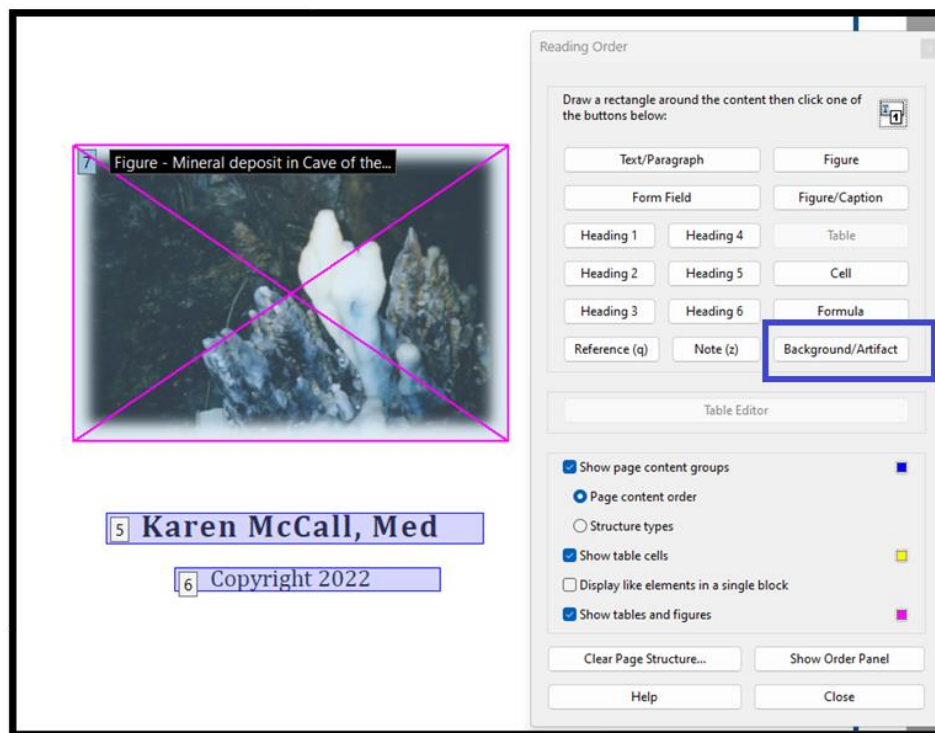 7 Figure - Mineral deposit in Cave of the...
5 Karen McCall, Med
6 Copyright 2022
Reading Order
Draw a rectangle around the content then click one of
the buttons below:
1
Text/Paragraph Figure
Form Field Figure/Caption
Heading 1 Heading 4 Table
Heading 2 Heading 5 Cell
Heading 3 Heading 6 Formula
Reference (q) Note (z) Background/Artifact
Table Editor
Show page content groups
Page content order
Structure types
Show table cells
Display like elements in a single block
Show tables and figures
Clear Page Structure... Show Order Panel
Help Close